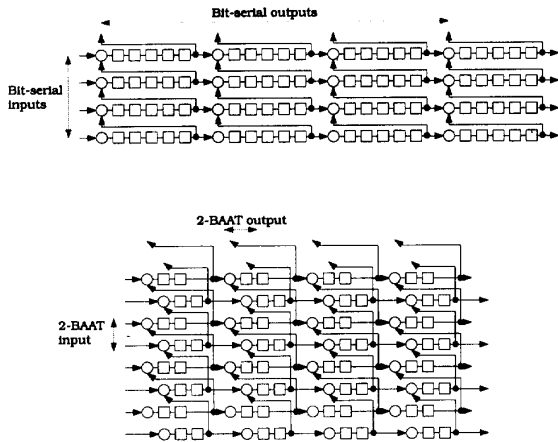 Bit-serial outputs
Bit-serial
inputs
2-BAAT output
2-BAAT
input